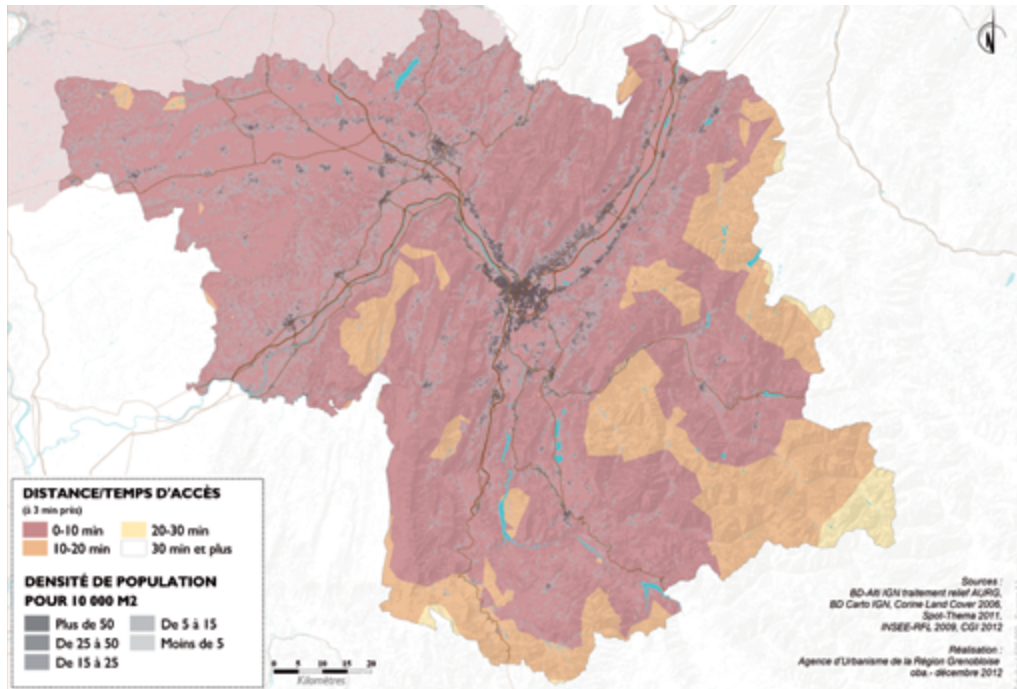 N
DISTANCE/TEMPS D'ACCÈS
(à 3 min près)
0-10 min
20-30 min
10-20 min
30 min et plus
DENSITÉ DE POPULATION
POUR 10 000 M2
Plus de 50
De 5 à 15
De 25 à 50
Moins de 5
De 15 à 25
0 5 10 15 20
Kilomètres
Sources :
BD-Alti IGN traitement relief AURG,
BD Carto IGN, Corine Land Cover 2006,
Spot-Thema 2011,
INSEE-RFL 2009, CGI 2012
Réalisation :
Agence d'Urbanisme de la Région Grenobloise
oba.- décembre 2012